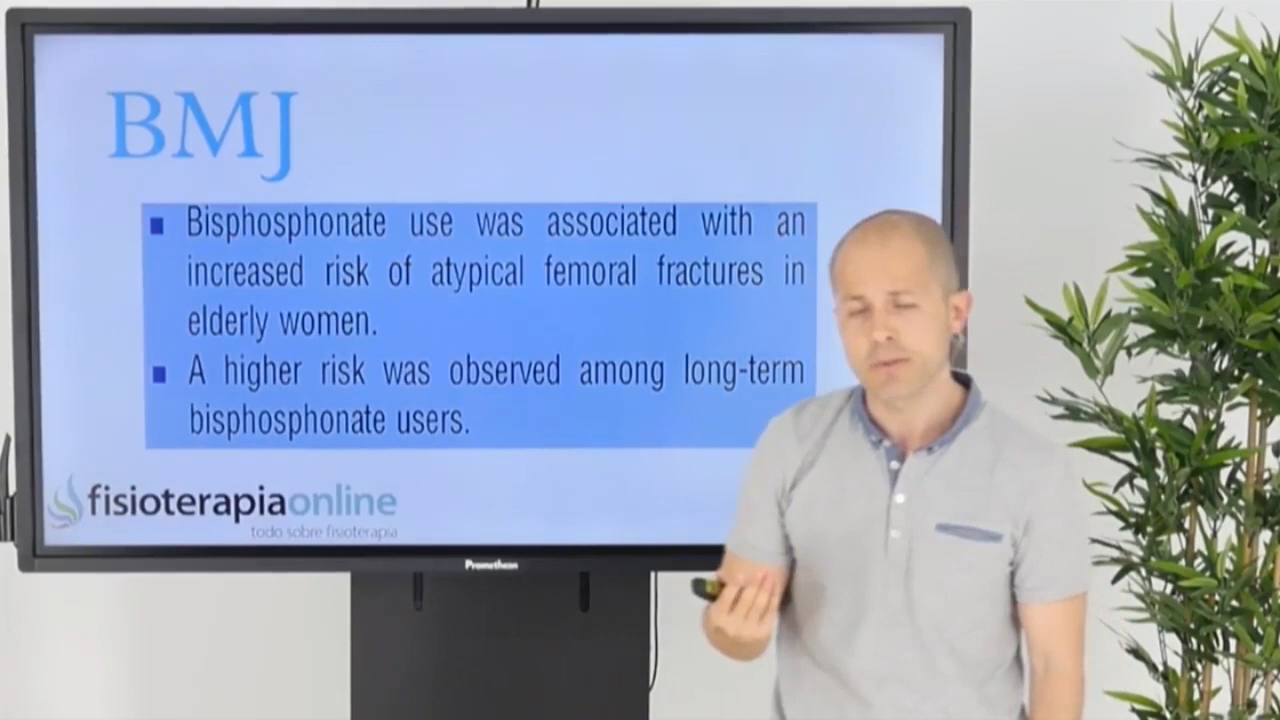 BMJ
Bisphosphonate use was associated with an
increased risk of atypical femoral fractures in
elderly women.
A higher risk was observed among long-term
bisphosphonate users.
fisioterapiaonline
todo sobre fisioterapia
Promethean